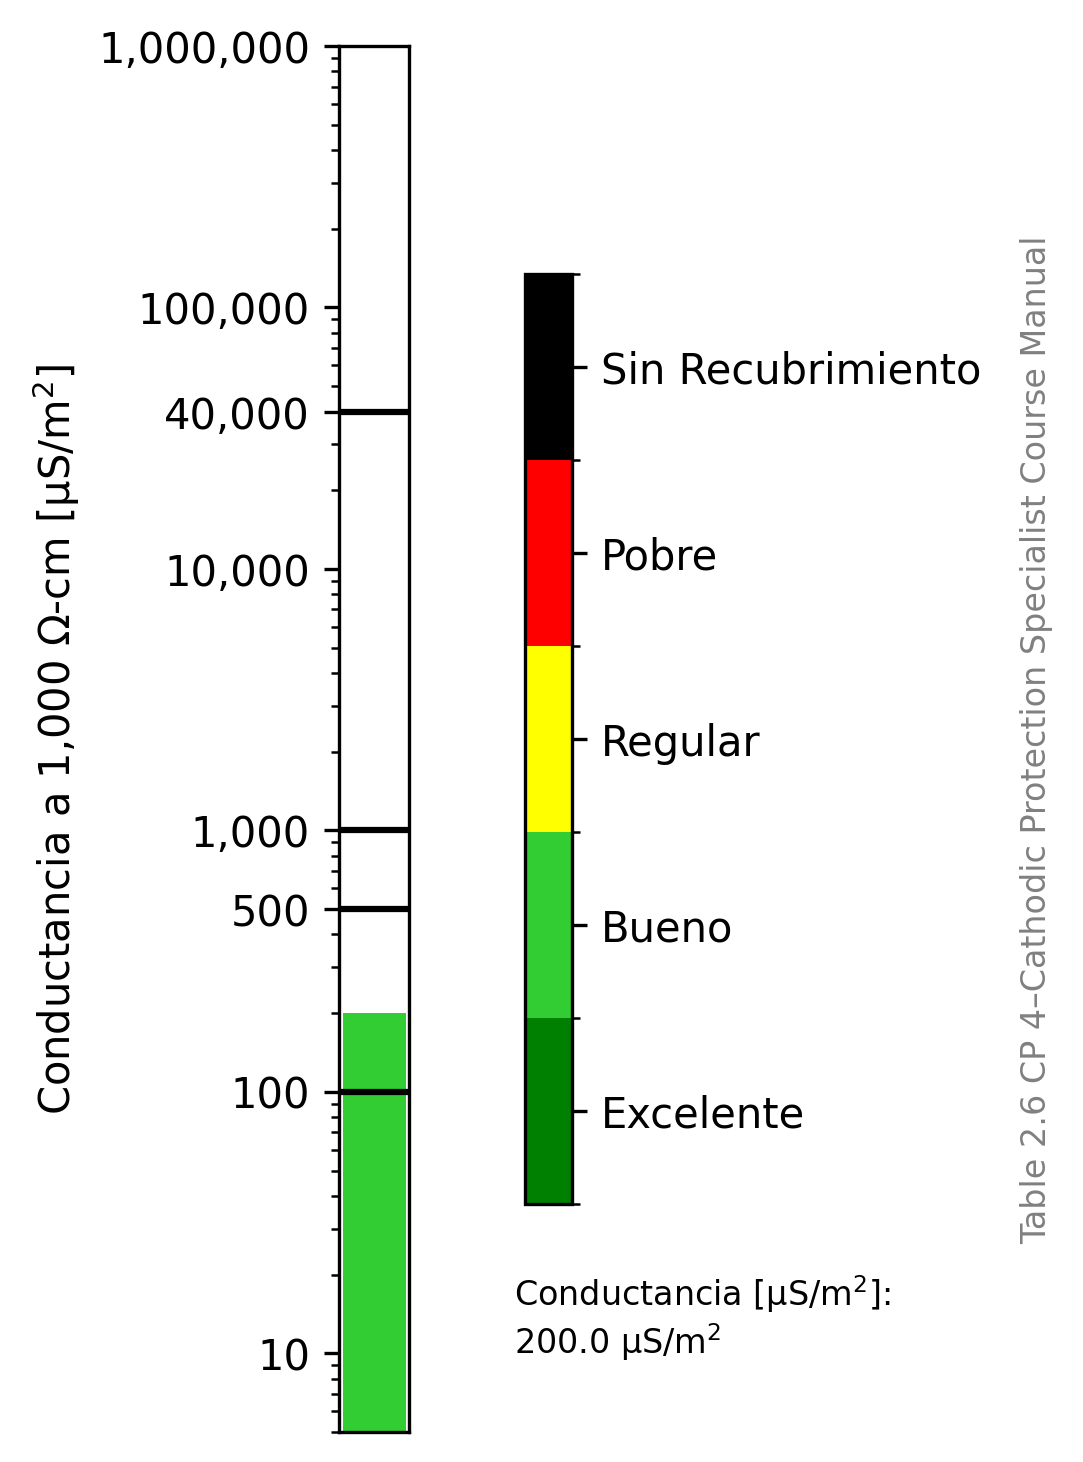 Conductancia a 1,000 Ω-cm [µS/m²]
1,000,000
100,000
40,000
10,000
1,000
500
100
10
Sin Recubrimiento
Pobre
Regular
Bueno
Excelente
Conductancia [µS/m²]:
200.0 µS/m²
Table 2.6 CP 4–Cathodic Protection Specialist Course Manual